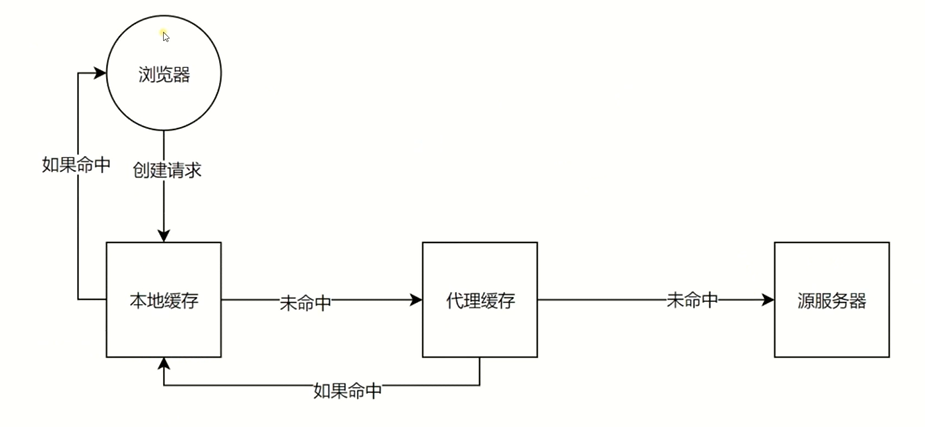 浏览器
如果命中
创建请求
本地缓存
未命中
代理缓存
未命中
源服务器
如果命中